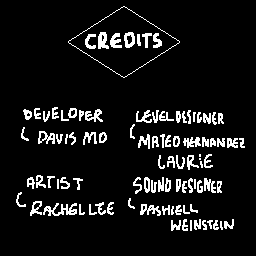 CREDITS
DEVELOPER
DAVIS MO
LEVEL DESIGNER
MATEO HERNANDEZ
LAURIE
ARTIST
RACHEL LEE
SOUND DESIGNER
DASHIELL
WEINSTEIN